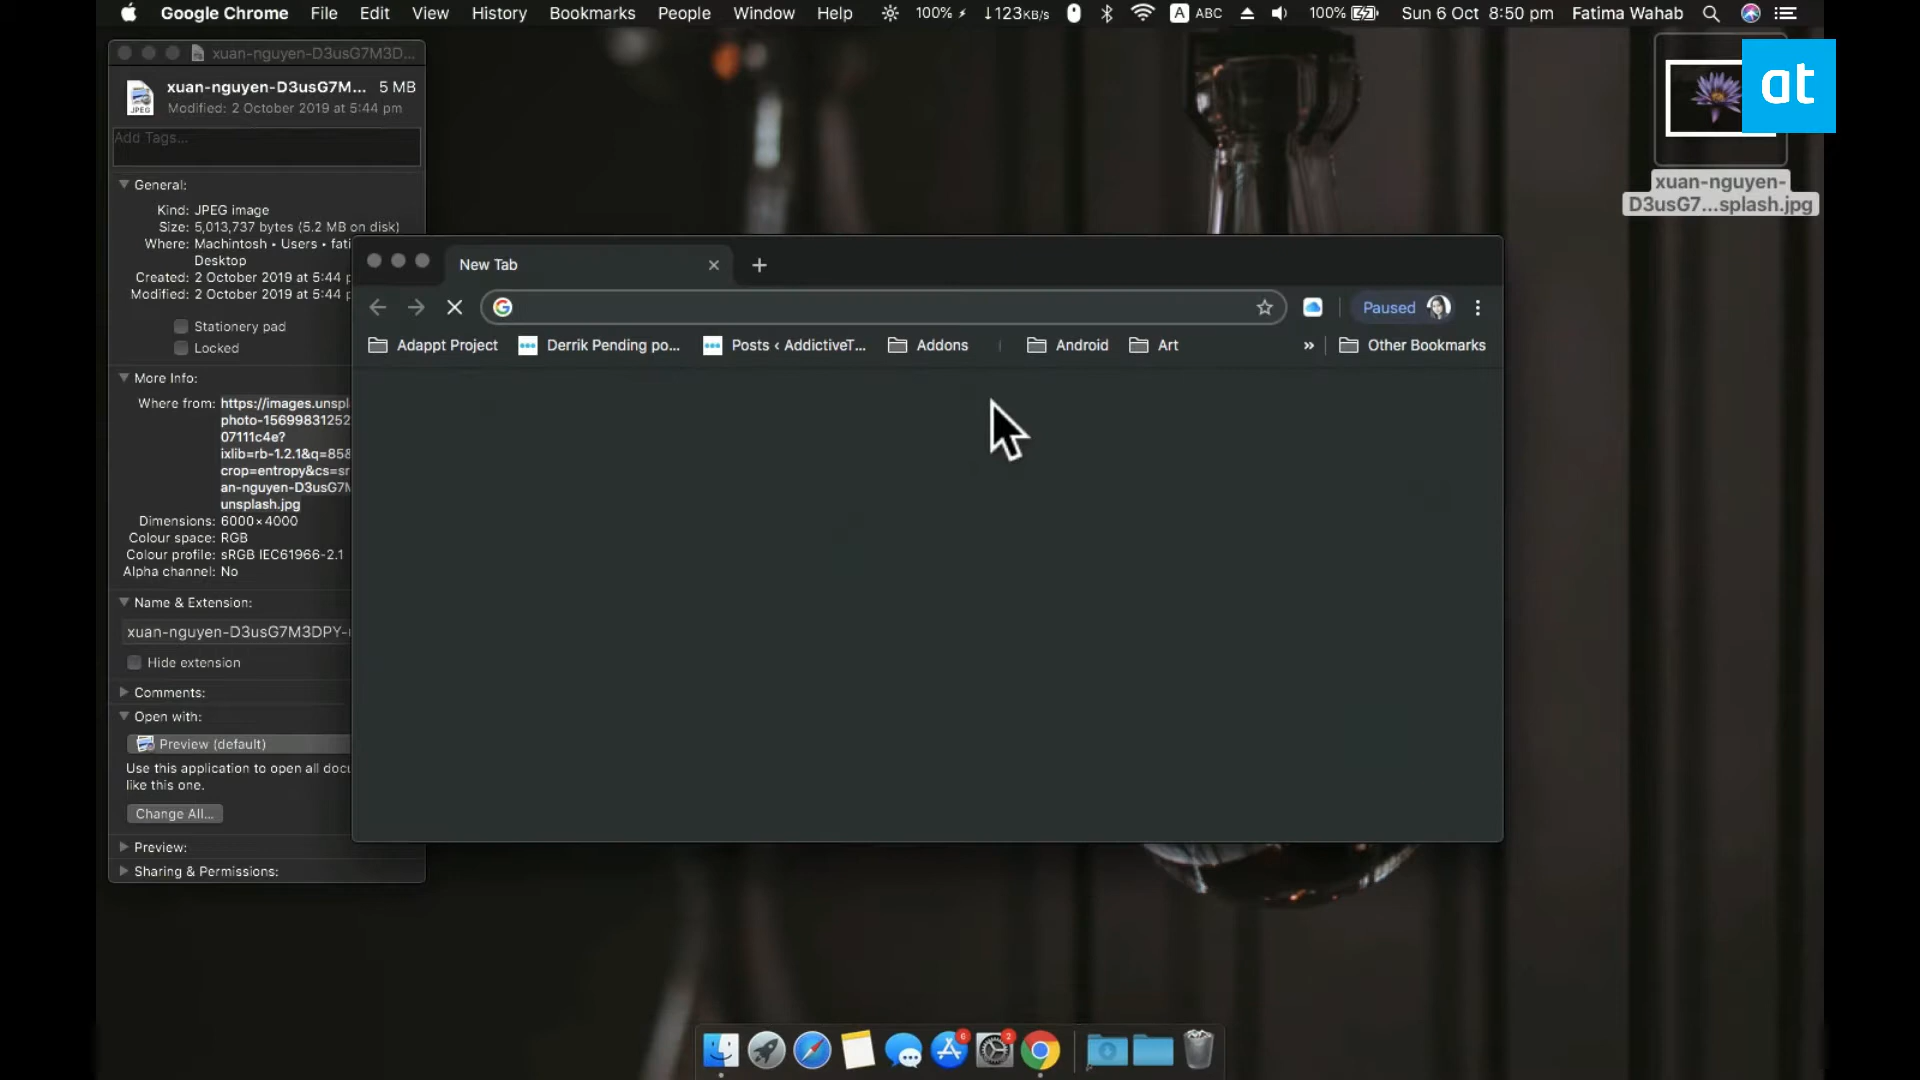 Google Chrome File Edit View History Bookmarks People Window Help 100% ↓123KB/s A ABC 100% Sun 6 Oct 8:50 pm Fatima Wahab
xuan-nguyen-D3usG7M3D...
JPEG
xuan-nguyen-D3usG7M... 5 MB
Modified: 2 October 2019 at 5:44 pm
Add Tags...
General:
Kind: JPEG image
Size: 5,013,737 bytes (5.2 MB on disk)
Where: Machintosh • Users • fati
Desktop
Created: 2 October 2019 at 5:44 p
Modified: 2 October 2019 at 5:44 p
Stationery pad
Locked
More Info:
Where from: https://images.unspl
photo-15699831252
07111c4e?
ixlib=rb-1.2.1&q=85&
crop=entropy&cs=sr
an-nguyen-D3usG7M
unsplash.jpg
Dimensions: 6000×4000
Colour space: RGB
Colour profile: sRGB IEC61966-2.1
Alpha channel: No
Name & Extension:
xuan-nguyen-D3usG7M3DPY-
Hide extension
Comments:
Open with:
Preview (default)
Use this application to open all docu
like this one.
Change All...
Preview:
Sharing & Permissions:
New Tab
G
Paused
Adappt Project Derrik Pending po... Posts ‹ AddictiveT... Addons Android Art » Other Bookmarks
at
xuan-nguyen-
D3usG7...splash.jpg
6
2